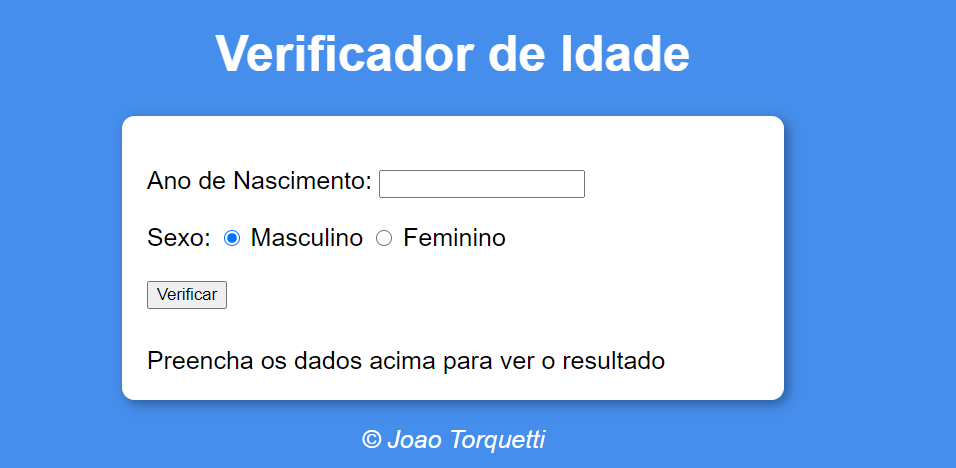 Verificador de Idade
Ano de Nascimento:
Sexo: Masculino Feminino
Verificar
Preencha os dados acima para ver o resultado
© Joao Torquetti